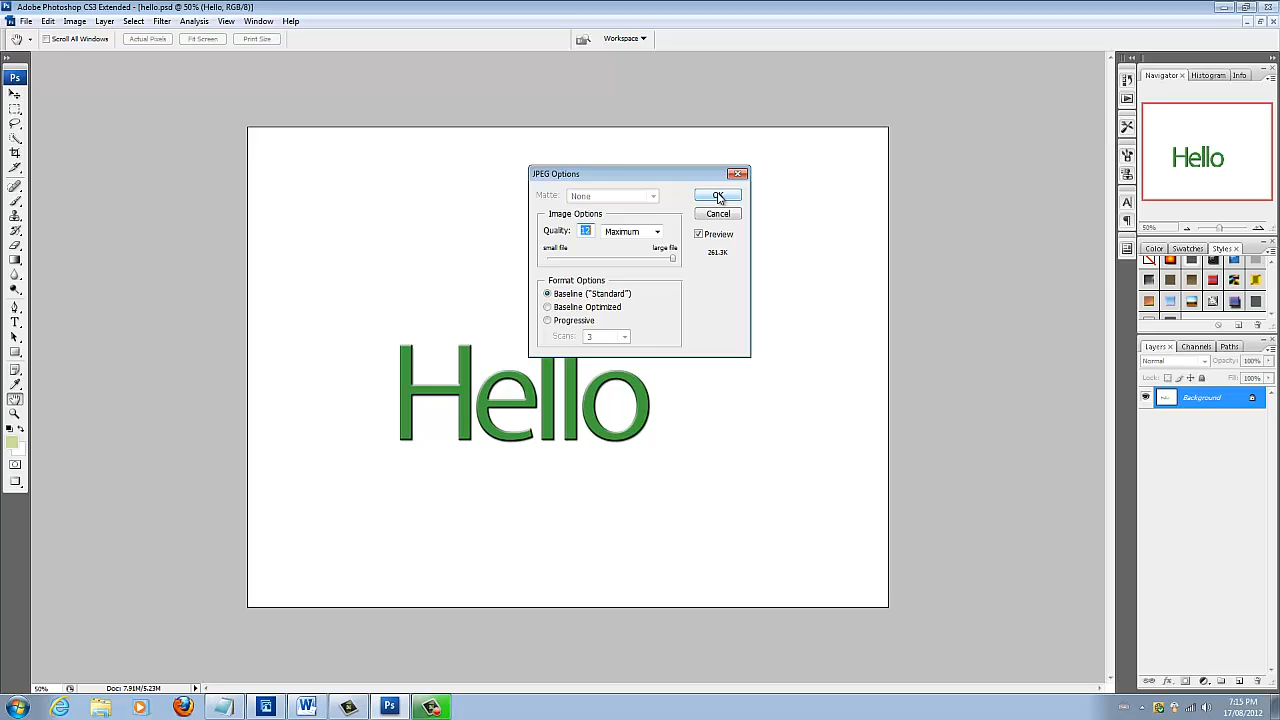 Adobe Photoshop CS3 Extended - [hello.psd @ 50% (Hello, RGB/8)]
File Edit Image Layer Select Filter Analysis View Window Help
Scroll All Windows Actual Pixels Fit Screen Print Size Workspace
Ps
Navigator Histogram Info
Hello
50%
Color Swatches Styles
Layers Channels Paths
Normal Opacity: 100%
Lock: Fill: 100%
Background
JPEG Options
Matte: None
OK
Image Options
Cancel
Quality: 12 Maximum
Preview
small file large file
261.3K
Format Options
Baseline ("Standard")
Baseline Optimized
Progressive
Scans: 3
Hello
50% Doc: 7.91M/5.23M
7:15 PM
17/08/2012